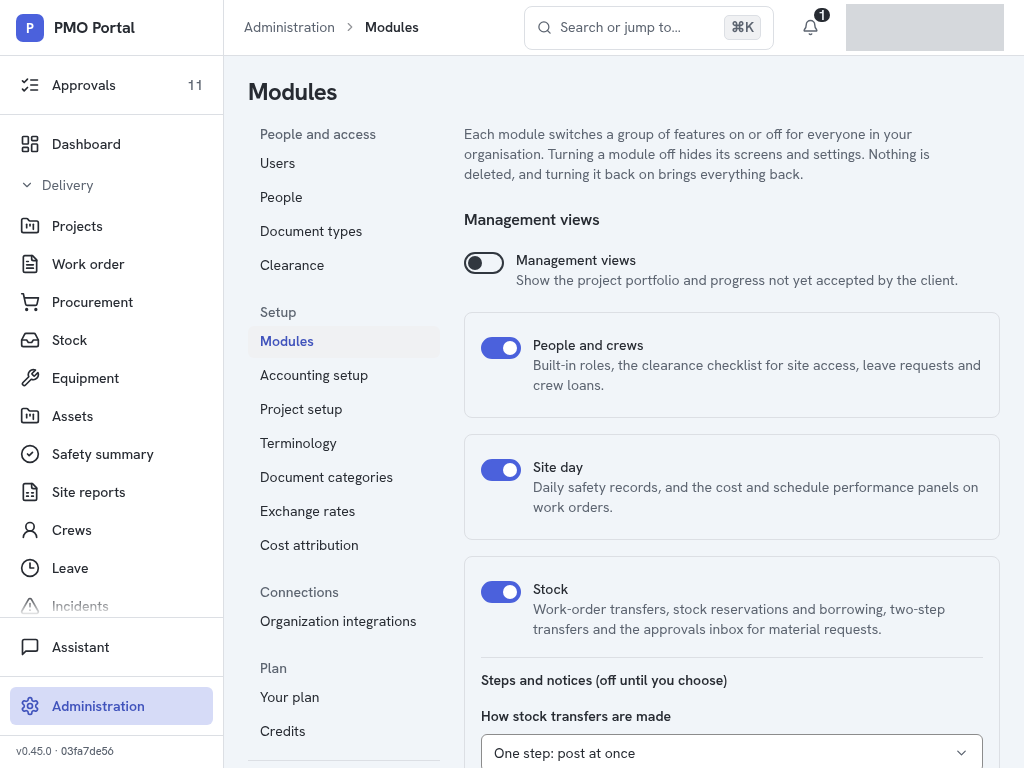 P PMO Portal
Administration > Modules
Search or jump to...
⌘K
1
Approvals 11
Dashboard
Delivery
Projects
Work order
Procurement
Stock
Equipment
Assets
Safety summary
Site reports
Crews
Leave
Incidents
Assistant
Administration
v0.45.0 · 03fa7de56
Modules
People and access
Users
People
Document types
Clearance
Setup
Modules
Accounting setup
Project setup
Terminology
Document categories
Exchange rates
Cost attribution
Connections
Organization integrations
Plan
Your plan
Credits
Each module switches a group of features on or off for everyone in your
organisation. Turning a module off hides its screens and settings. Nothing is
deleted, and turning it back on brings everything back.
Management views
Management views
Show the project portfolio and progress not yet accepted by the client.
People and crews
Built-in roles, the clearance checklist for site access, leave requests and
crew loans.
Site day
Daily safety records, and the cost and schedule performance panels on
work orders.
Stock
Work-order transfers, stock reservations and borrowing, two-step
transfers and the approvals inbox for material requests.
Steps and notices (off until you choose)
How stock transfers are made
One step: post at once